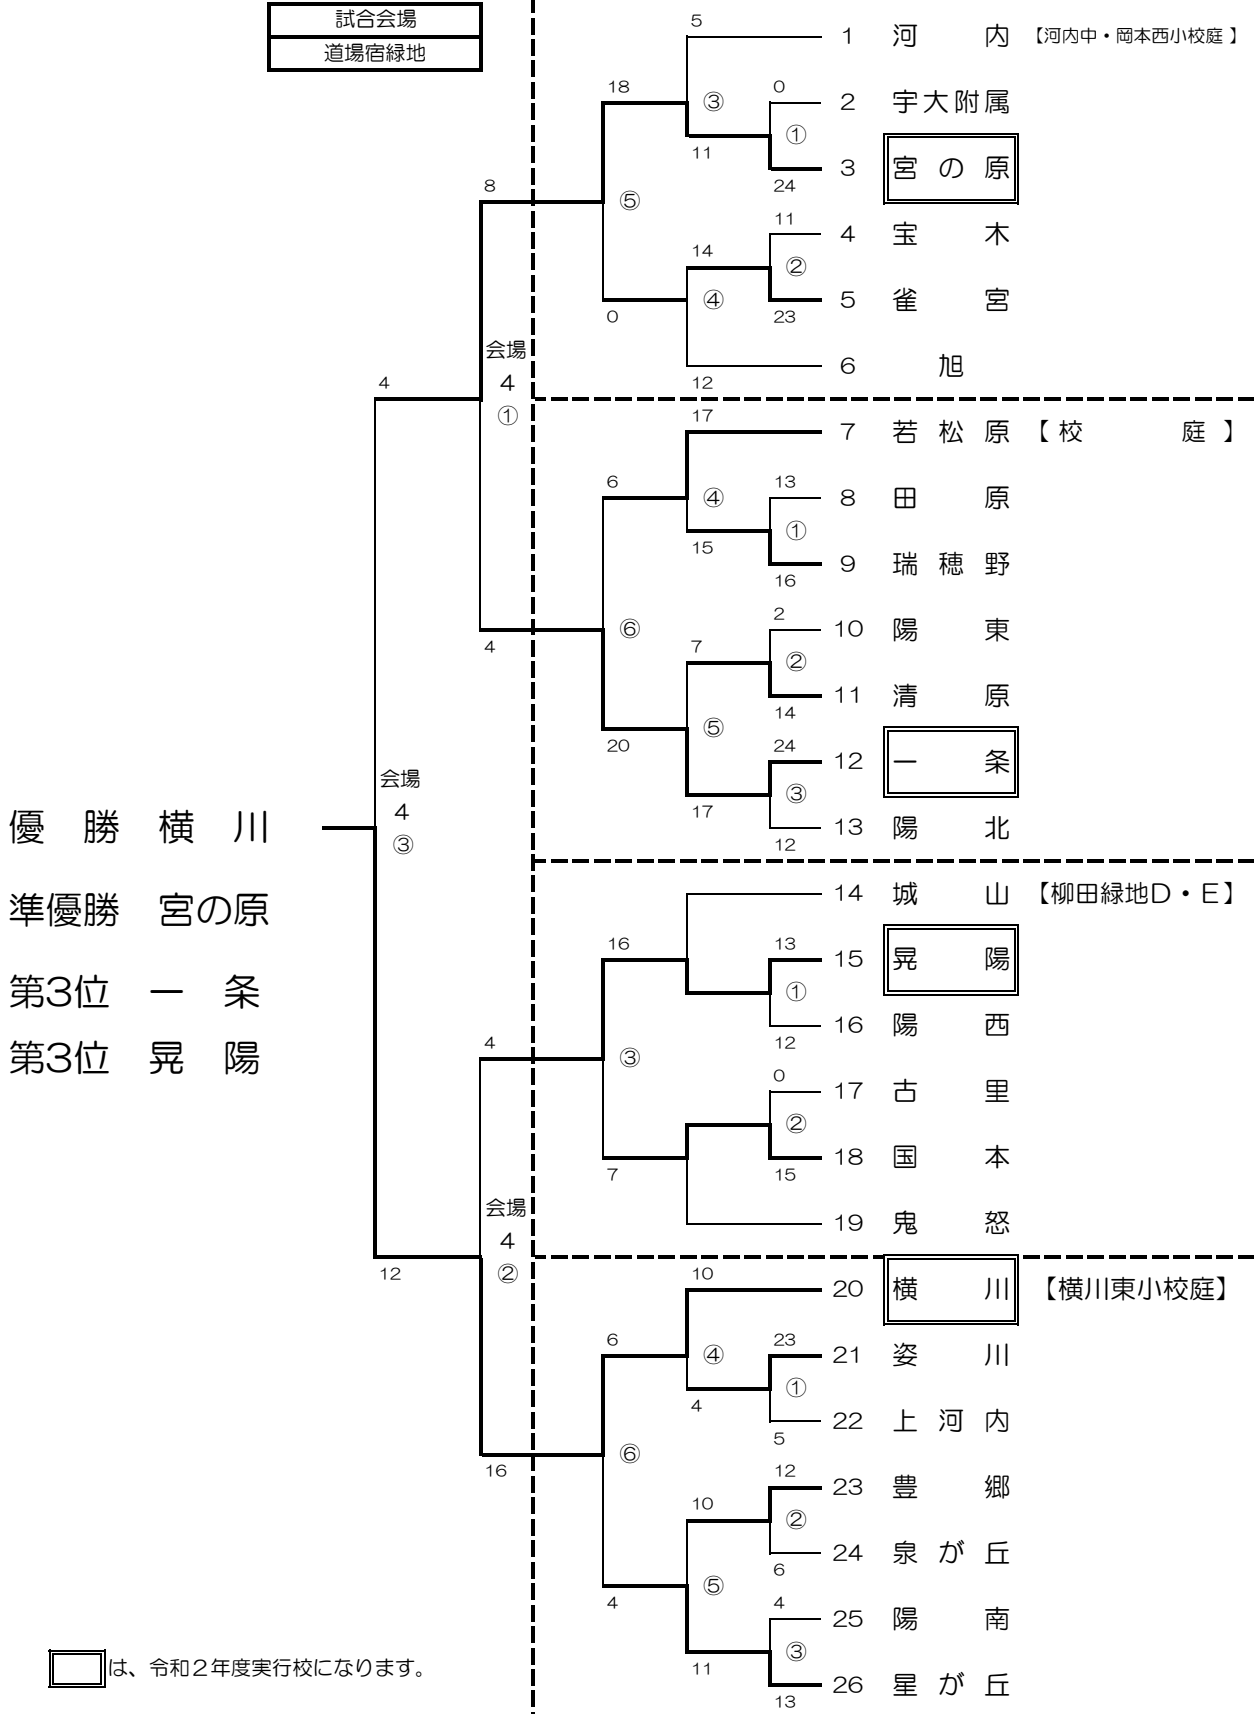 試合会場
道場宿緑地
5
1 河 内 【河内中・岡本西小校庭 】
18
0
③
2 宇大附属
①
11
3 宮 の 原
24
8
⑤
11
4 宝 木
14
②
④
5 雀 宮
0
23
会場
6 旭
4
4
12
①
17
7 若 松 原 【 校 庭 】
6
13
④
8 田 原
①
15
9 瑞 穂 野
16
2
⑥
10 陽 東
4
7
②
11 清 原
14
⑤
20
24
12 一 条
会場
③
4
17
13 陽 北
③
12
優 勝 横 川
14 城 山 【柳田緑地D・E】
準優勝 宮の原
16
13
15 晃 陽
第3位 一 条
①
16 陽 西
4
12
第3位 晃 陽
③
0
17 古 里
②
18 国 本
7
15
会場
19 鬼 怒
4
12
②
10
20 横 川 【横川東小校庭】
6
23
④
21 姿 川
①
4
22 上 河 内
5
⑥
16
12
23 豊 郷
10
②
24 泉 が 丘
6
⑤
4
4
25 陽 南
③
は、令和2年度実行校になります。
11
26 星 が 丘
13